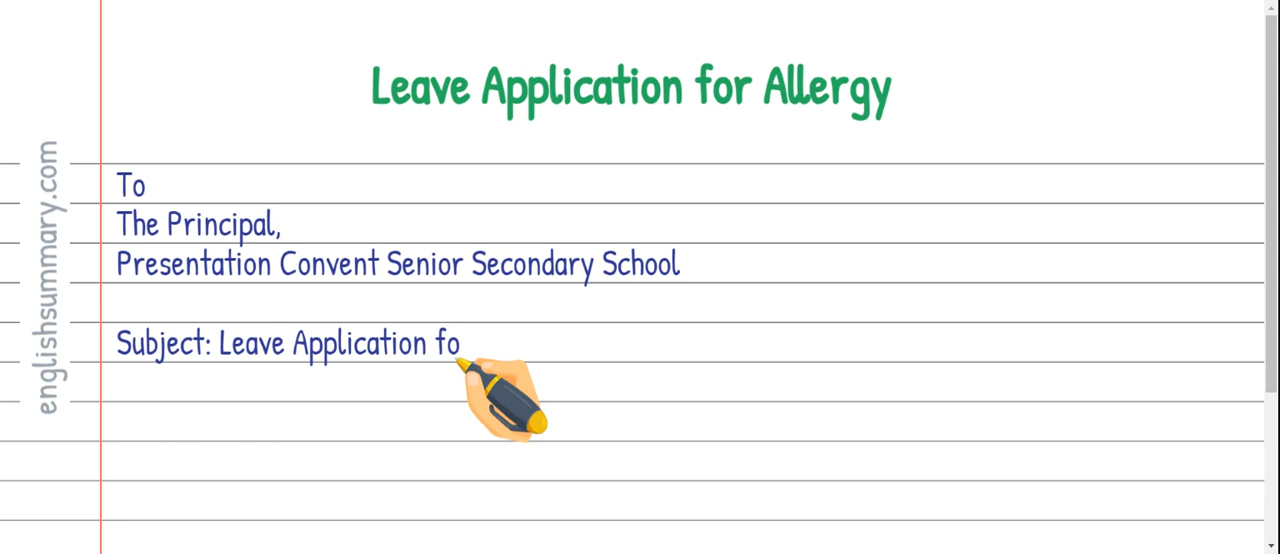 Leave Application for Allergy
englishsummary.com
To
The Principal,
Presentation Convent Senior Secondary School
Subject: Leave Application fo